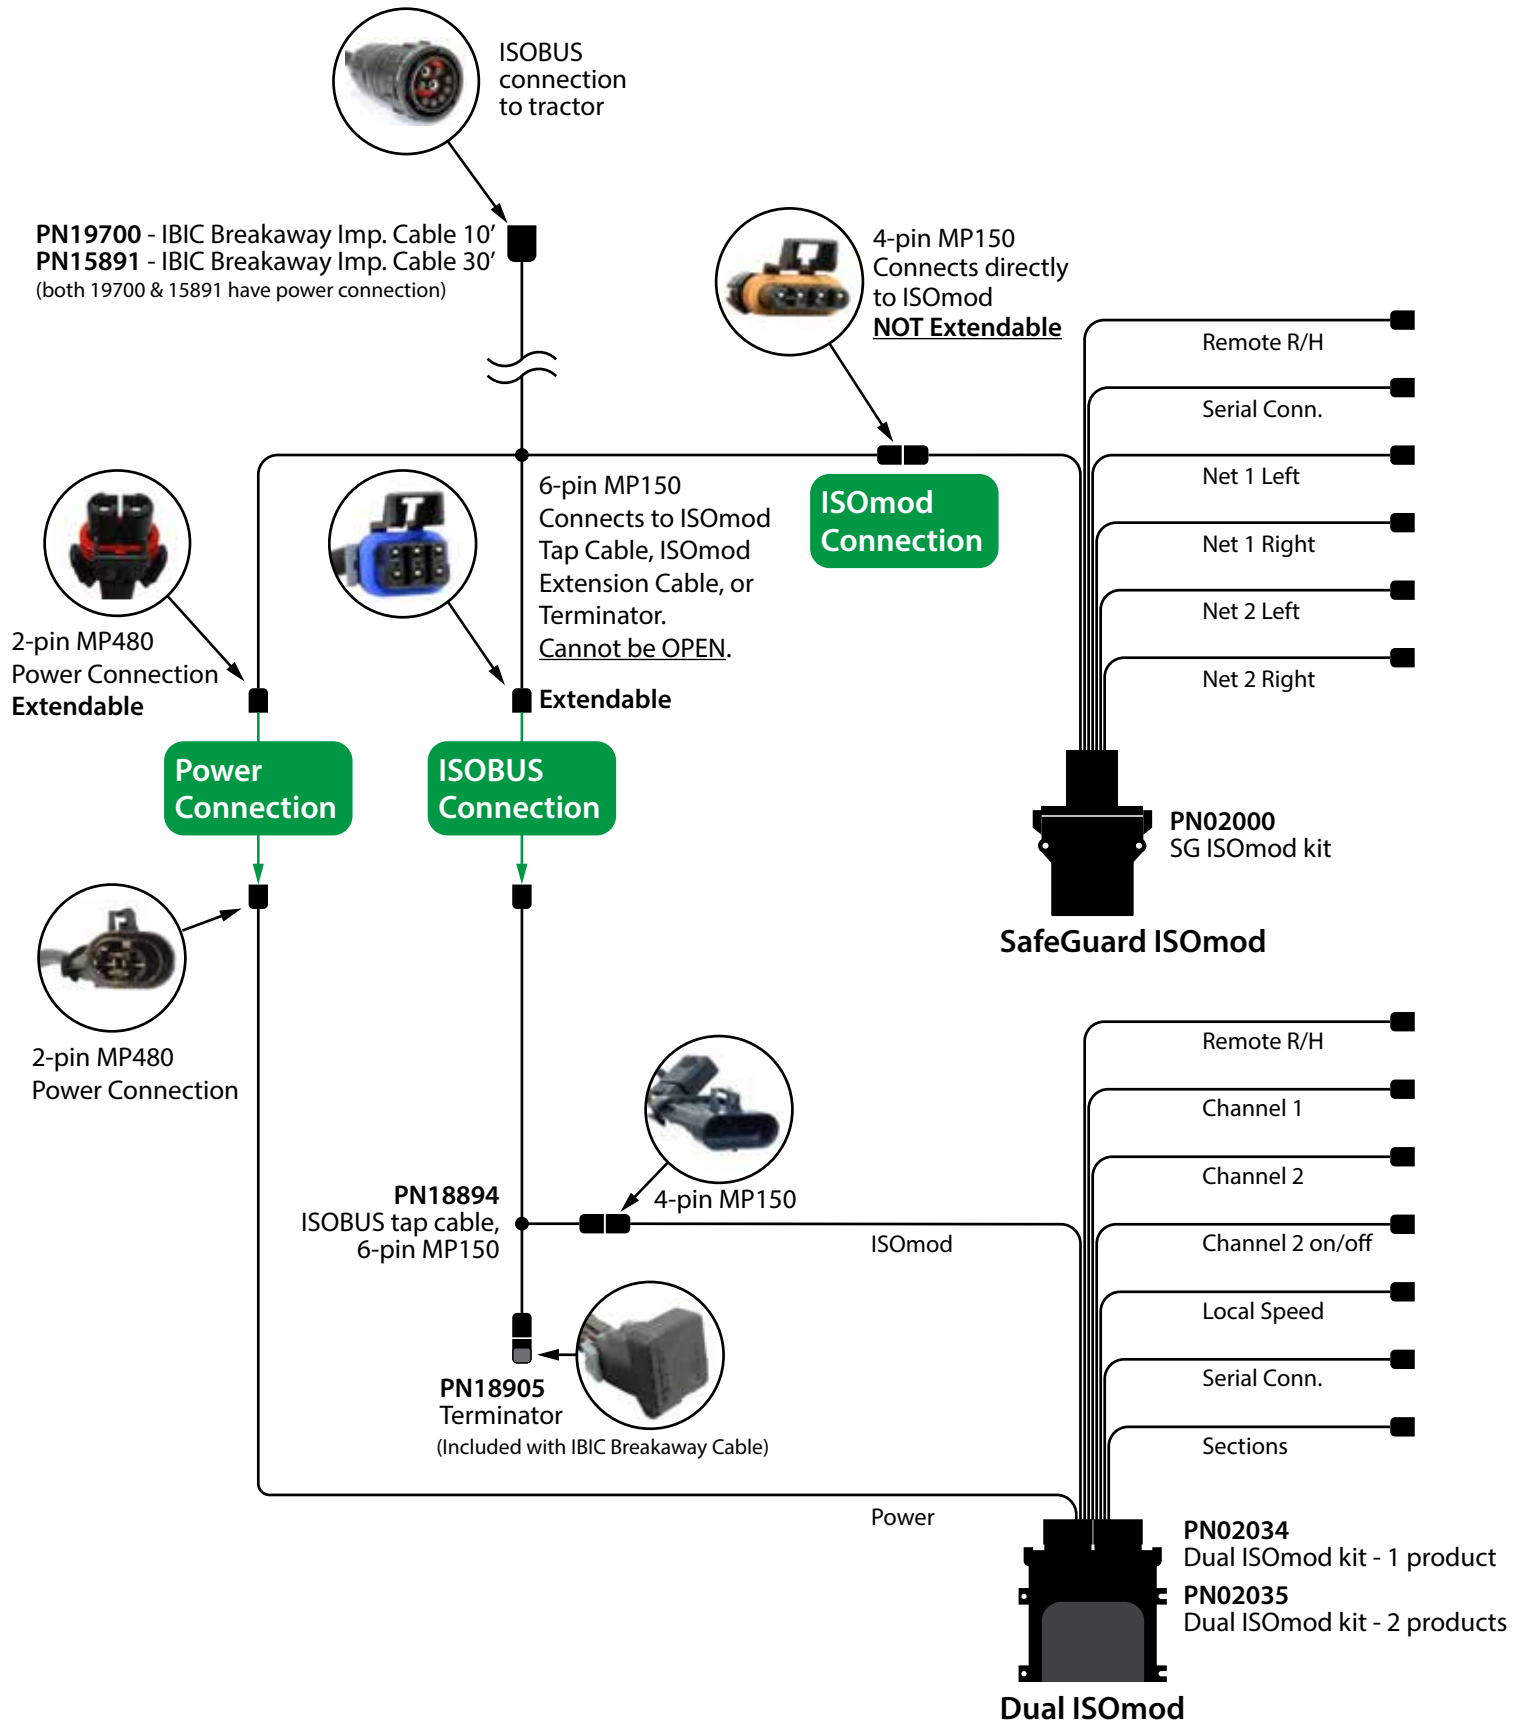 ISOBUS
connection
to tractor
PN19700 - IBIC Breakaway Imp. Cable 10’
PN15891 - IBIC Breakaway Imp. Cable 30’
(both 19700 & 15891 have power connection)
4-pin MP150
Connects directly
to ISOmod
NOT Extendable
Remote R/H
Serial Conn.
Net 1 Left
Net 1 Right
Net 2 Left
Net 2 Right
ISOmod
Connection
6-pin MP150
Connects to ISOmod
Tap Cable, ISOmod
Extension Cable, or
Terminator.
Cannot be OPEN.
Extendable
2-pin MP480
Power Connection
Extendable
Power
Connection
ISOBUS
Connection
PN02000
SG ISOmod kit
SafeGuard ISOmod
2-pin MP480
Power Connection
4-pin MP150
PN18894
ISOBUS tap cable,
6-pin MP150
ISOmod
Remote R/H
Channel 1
Channel 2
Channel 2 on/off
Local Speed
Serial Conn.
Sections
PN18905
Terminator
(Included with IBIC Breakaway Cable)
Power
PN02034
Dual ISOmod kit - 1 product
PN02035
Dual ISOmod kit - 2 products
Dual ISOmod